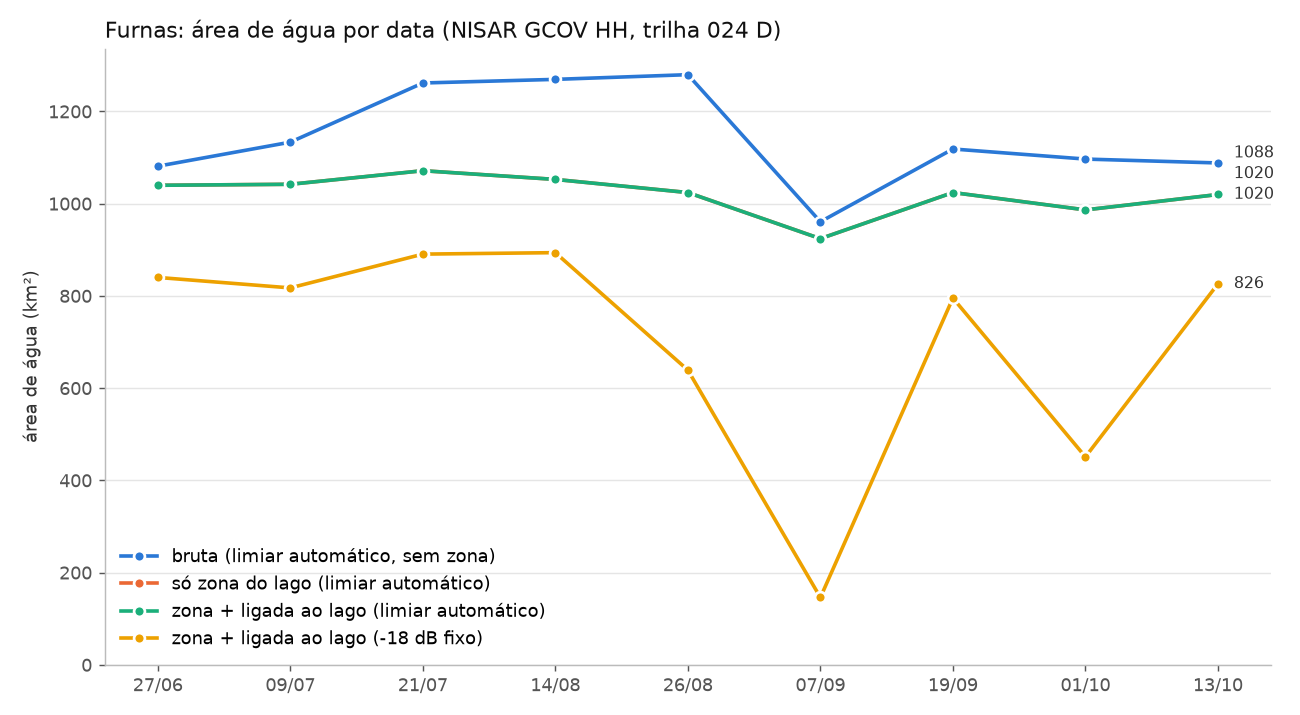 Furnas: área de água por data (NISAR GCOV HH, trilha 024 D)
área de água (km²)
1200
1000
800
600
400
200
0
1088
1020
1020
826
bruta (limiar automático, sem zona)
só zona do lago (limiar automático)
zona + ligada ao lago (limiar automático)
zona + ligada ao lago (-18 dB fixo)
27/06 09/07 21/07 14/08 26/08 07/09 19/09 01/10 13/10